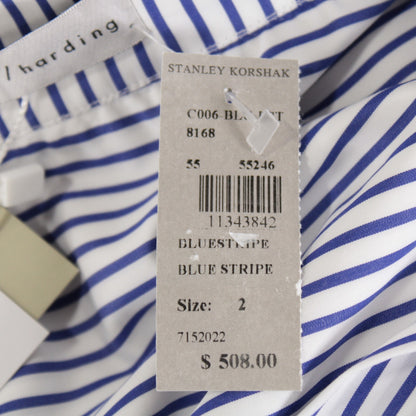 / harding
STANLEY KORSHAK
8168
55 55246
11343842
BLUESTRIPE
BLUE STRIPE
Size: 2
7152022
$ 508.00